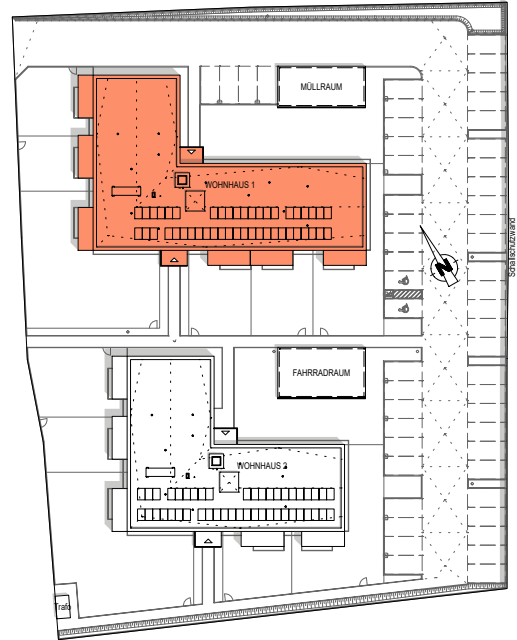 MÜLLRAUM
WOHNHAUS 1
Schallschutzwand
N
FAHRRADRAUM
WOHNHAUS 2
Trafo